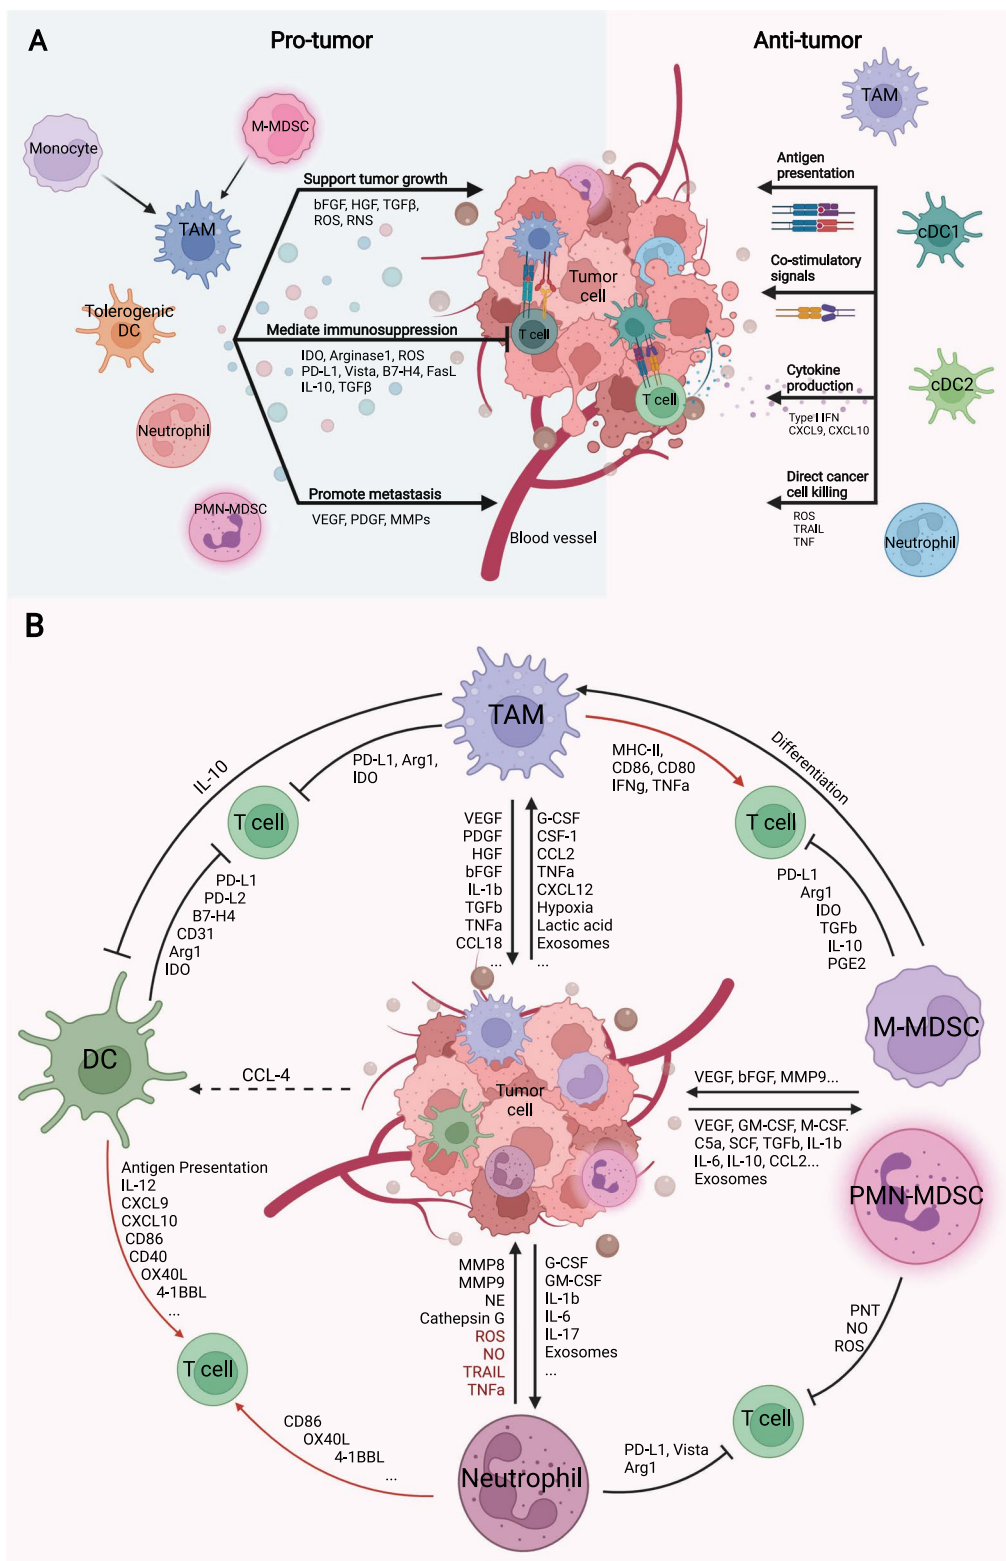 A
Pro-tumor
Anti-tumor
Monocyte
M-MDSC
TAM
Tolerogenic
DC
Neutrophil
PMN-MDSC
Support tumor growth
bFGF, HGF, TGFβ,
ROS, RNS
Mediate immunosuppression
IDO, Arginase1, ROS
PD-L1, Vista, B7-H4, FasL
IL-10, TGFβ
Promote metastasis
VEGF, PDGF, MMPs
Tumor
cell
T cell
T cell
Blood vessel
TAM
Antigen
presentation
cDC1
Co-stimulatory
signals
cDC2
Cytokine
production
Type I IFN
CXCL9, CXCL10
Direct cancer
cell killing
ROS
TRAIL
TNF
Neutrophil
B
TAM
IL-10
PD-L1, Arg1,
IDO
T cell
PD-L1
PD-L2
B7-H4
CD31
Arg1
IDO
MHC-II,
CD86, CD80
IFNg, TNFa
Differentiation
T cell
PD-L1
Arg1
IDO
TGFb
IL-10
PGE2
VEGF
PDGF
HGF
bFGF
IL-1b
TGFb
TNFa
CCL18
...
G-CSF
CSF-1
CCL2
TNFa
CXCL12
Hypoxia
Lactic acid
Exosomes
...
DC
CCL-4
Tumor
cell
M-MDSC
VEGF, bFGF, MMP9...
VEGF, GM-CSF, M-CSF.
C5a, SCF, TGFb, IL-1b
IL-6, IL-10, CCL2...
Exosomes
PMN-MDSC
Antigen Presentation
IL-12
CXCL9
CXCL10
CD86
CD40
OX40L
4-1BBL
...
T cell
MMP8
MMP9
NE
Cathepsin G
ROS
NO
TRAIL
TNFa
G-CSF
GM-CSF
IL-1b
IL-6
IL-17
Exosomes
...
PNT
NO
ROS
T cell
CD86
OX40L
4-1BBL
...
Neutrophil
PD-L1, Vista
Arg1